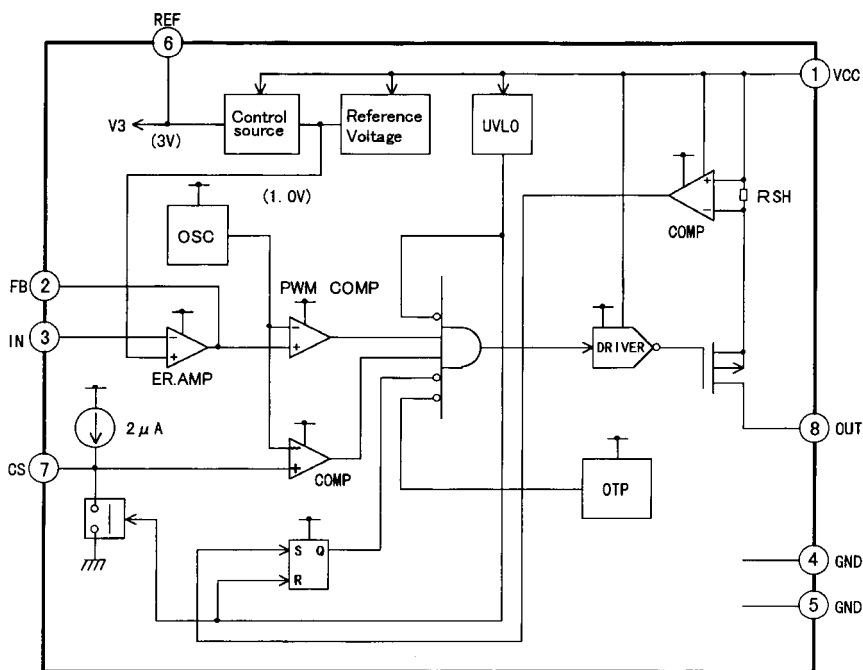 REF
6
1
VCC
V3
(3V)
Control
source
Reference
Voltage
UVLO
+
−
RSH
COMP
(1.0V)
OSC
FB
2
PWM COMP
IN
3
−
+
ER.AMP
−
+
DRIVER
2μA
8
OUT
CS
7
−
+
COMP
OTP
S Q
R
4
GND
5
GND